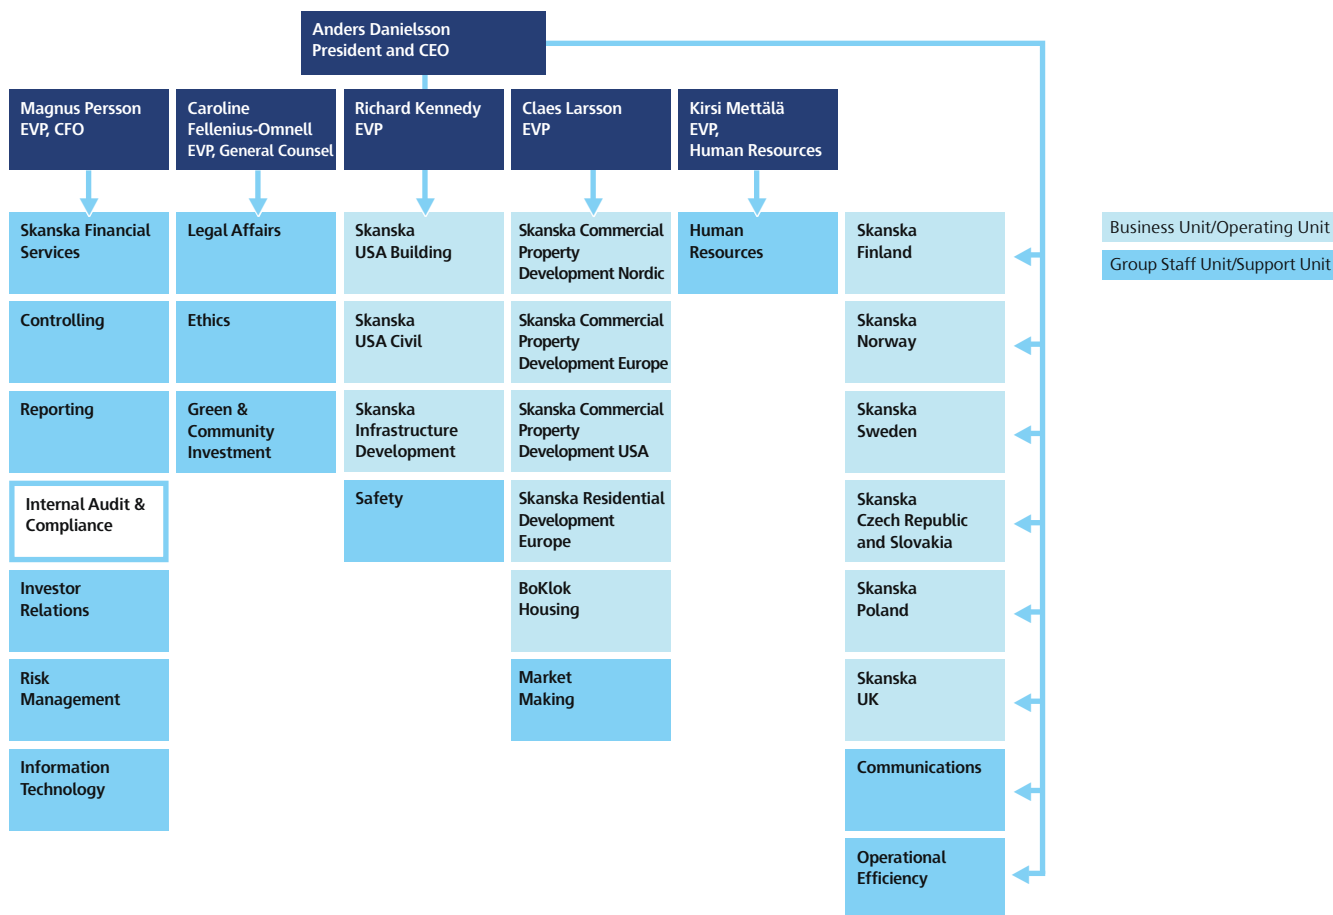 Anders Danielsson
President and CEO
Magnus Persson
EVP, CFO
Caroline
Fellenius-Omnell
EVP, General Counsel
Richard Kennedy
EVP
Claes Larsson
EVP
Kirsi Mettälä
EVP,
Human Resources
Skanska Financial
Services
Controlling
Reporting
Internal Audit &
Compliance
Investor
Relations
Risk
Management
Information
Technology
Legal Affairs
Ethics
Green &
Community
Investment
Skanska
USA Building
Skanska
USA Civil
Skanska
Infrastructure
Development
Safety
Skanska Commercial
Property
Development Nordic
Skanska Commercial
Property
Development Europe
Skanska Commercial
Property
Development USA
Skanska Residential
Development
Europe
BoKlok
Housing
Market
Making
Human
Resources
Skanska
Finland
Skanska
Norway
Skanska
Sweden
Skanska
Czech Republic
and Slovakia
Skanska
Poland
Skanska
UK
Communications
Operational
Efficiency
Business Unit/Operating Unit
Group Staff Unit/Support Unit